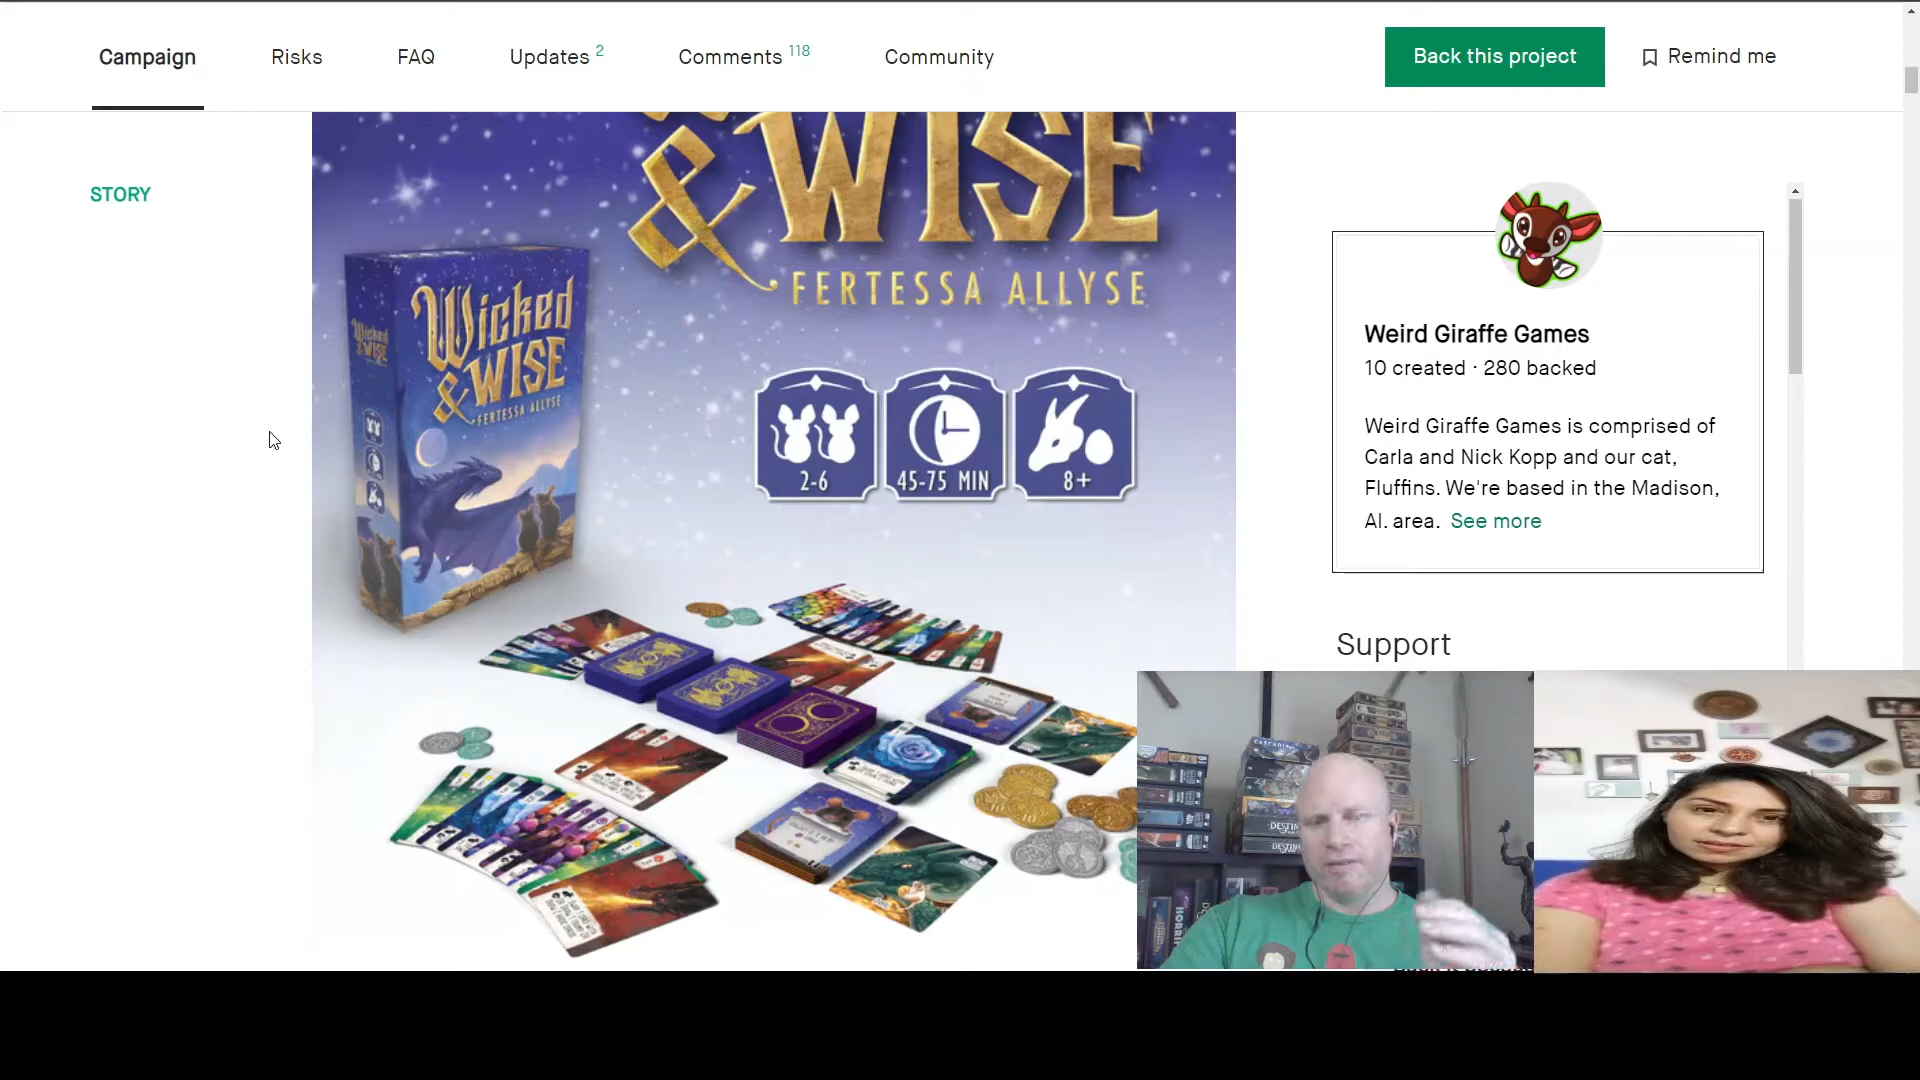 Campaign
Risks
FAQ
Updates 2
Comments 118
Community
Back this project
Remind me
STORY
& WISE
FERTESSA ALLYSE
Wicked
& WISE
FERTESSA ALLYSE
Wicked
& WISE
2-6
45-75 MIN
8+
Weird Giraffe Games
10 created · 280 backed
Weird Giraffe Games is comprised of
Carla and Nick Kopp and our cat,
Fluffins. We're based in the Madison,
Al. area. See more
Support